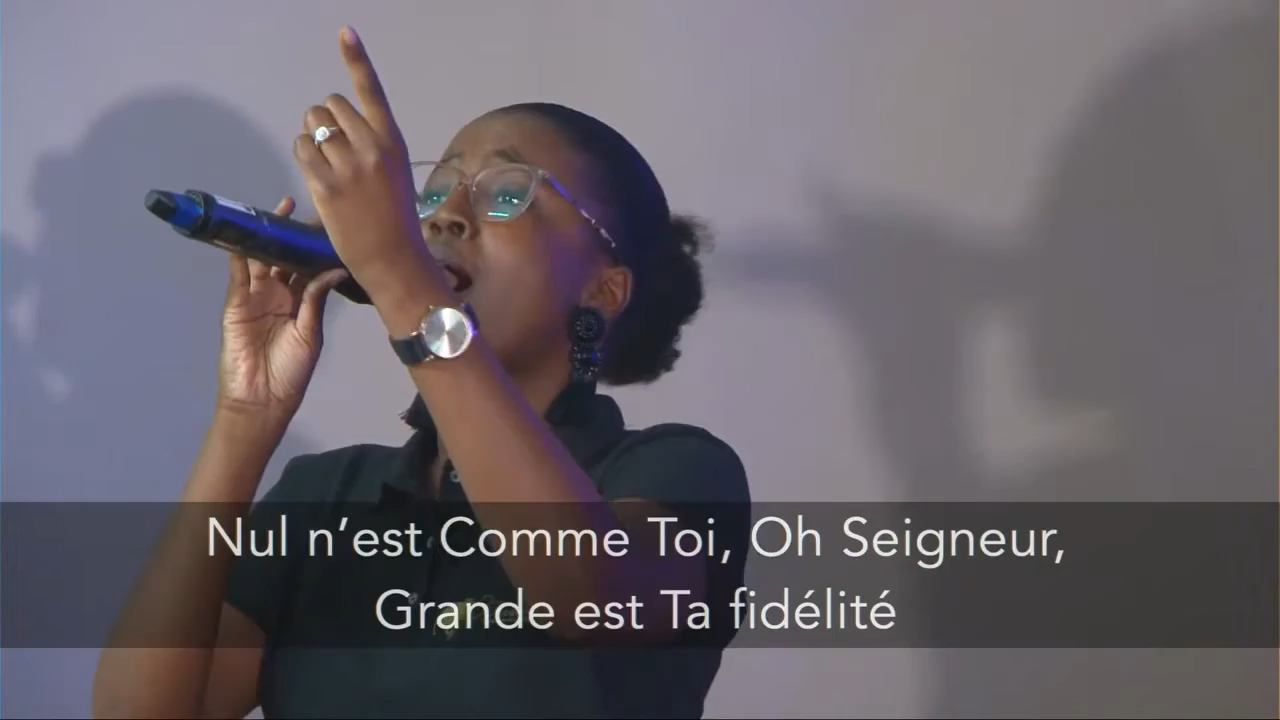 Nul n’est Comme Toi, Oh Seigneur,
Grande est Ta fidélité